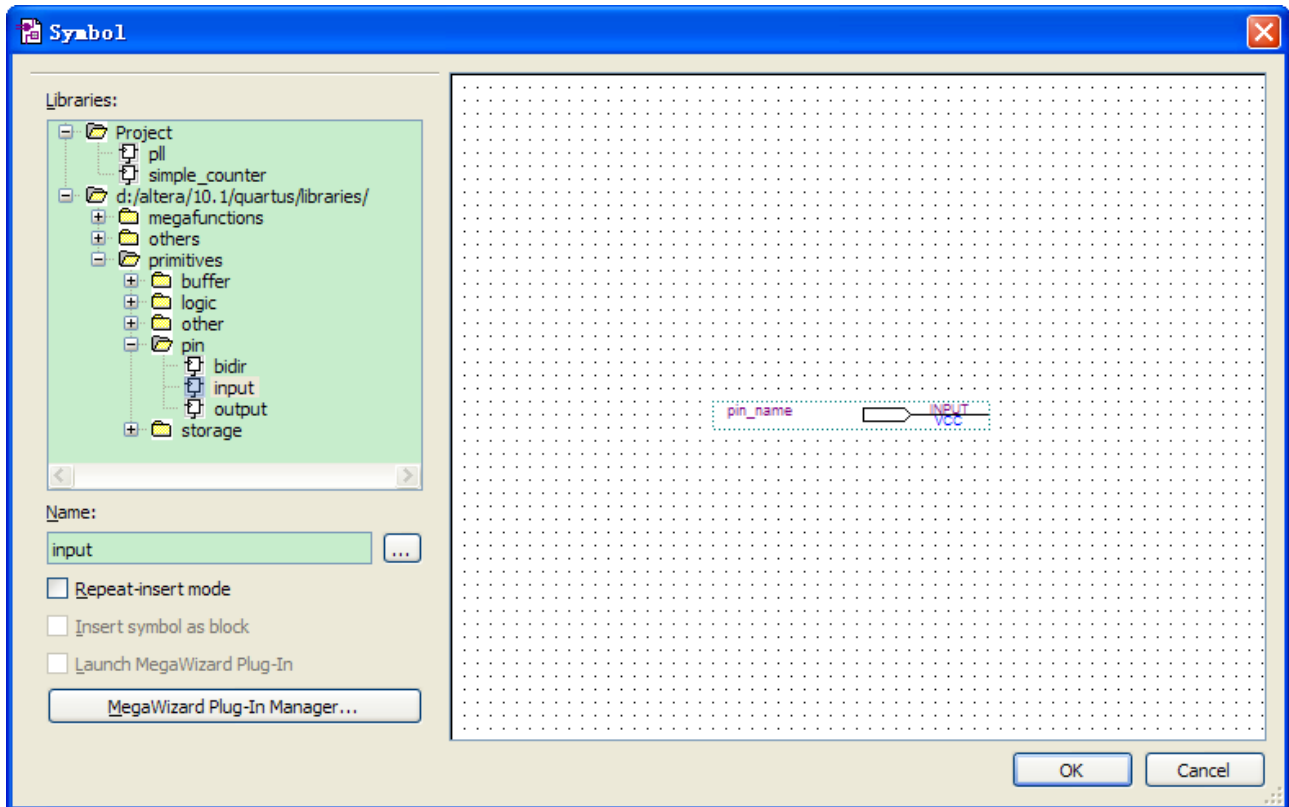 Symbol
Libraries:
Project
pll
simple_counter
d:/altera/10.1/quartus/libraries/
megafunctions
others
primitives
buffer
logic
other
pin
bidir
input
output
storage
Name:
input
...
Repeat-insert mode
Insert symbol as block
Launch MegaWizard Plug-In
MegaWizard Plug-In Manager...
pin_name
INPUT
VCC
OK
Cancel